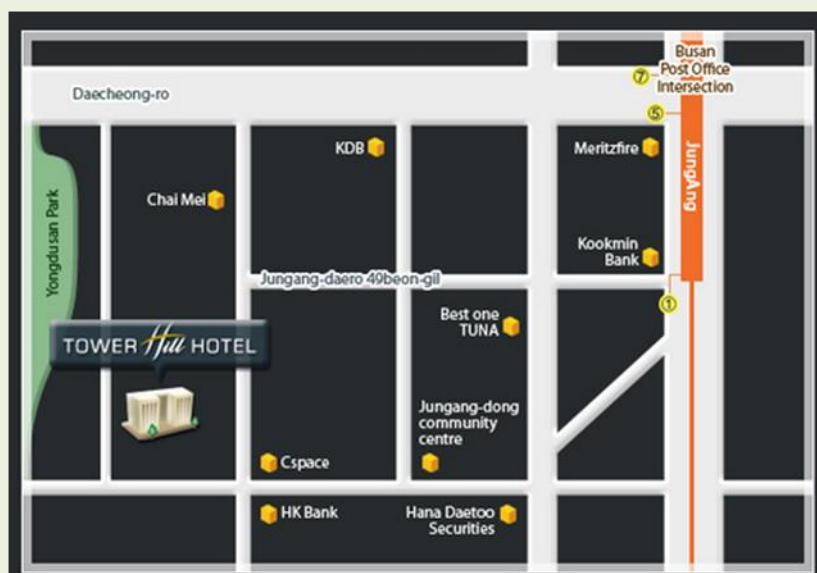 Busan
Post Office
Intersection
⑦
Daecheong-ro
⑤
KDB
Meritzfire
JungAng
Chai Mei
Yongdusan Park
Kookmin
Bank
Jungang-daero 49beon-gil
①
Best one
TUNA
TOWER Hill HOTEL
Jungang-dong
community
centre
Cspace
HK Bank
Hana Daetoo
Securities